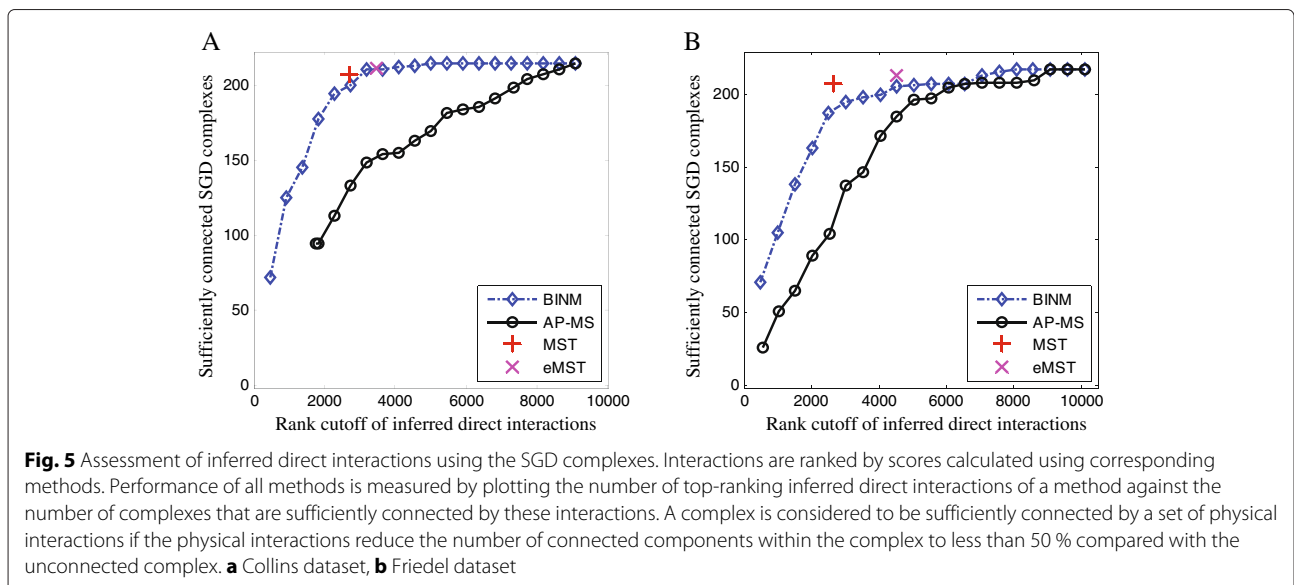 A
Sufficiently connected SGD complexes
200
150
100
50
0
0 2000 4000 6000 8000 10000
Rank cutoff of inferred direct interactions
BINM
AP-MS
MST
eMST
B
Sufficiently connected SGD complexes
200
150
100
50
0
0 2000 4000 6000 8000 10000
Rank cutoff of inferred direct interactions
BINM
AP-MS
MST
eMST
Fig. 5 Assessment of inferred direct interactions using the SGD complexes. Interactions are ranked by scores calculated using corresponding
methods. Performance of all methods is measured by plotting the number of top-ranking inferred direct interactions of a method against the
number of complexes that are sufficiently connected by these interactions. A complex is considered to be sufficiently connected by a set of physical
interactions if the physical interactions reduce the number of connected components within the complex to less than 50 % compared with the
unconnected complex. a Collins dataset, b Friedel dataset